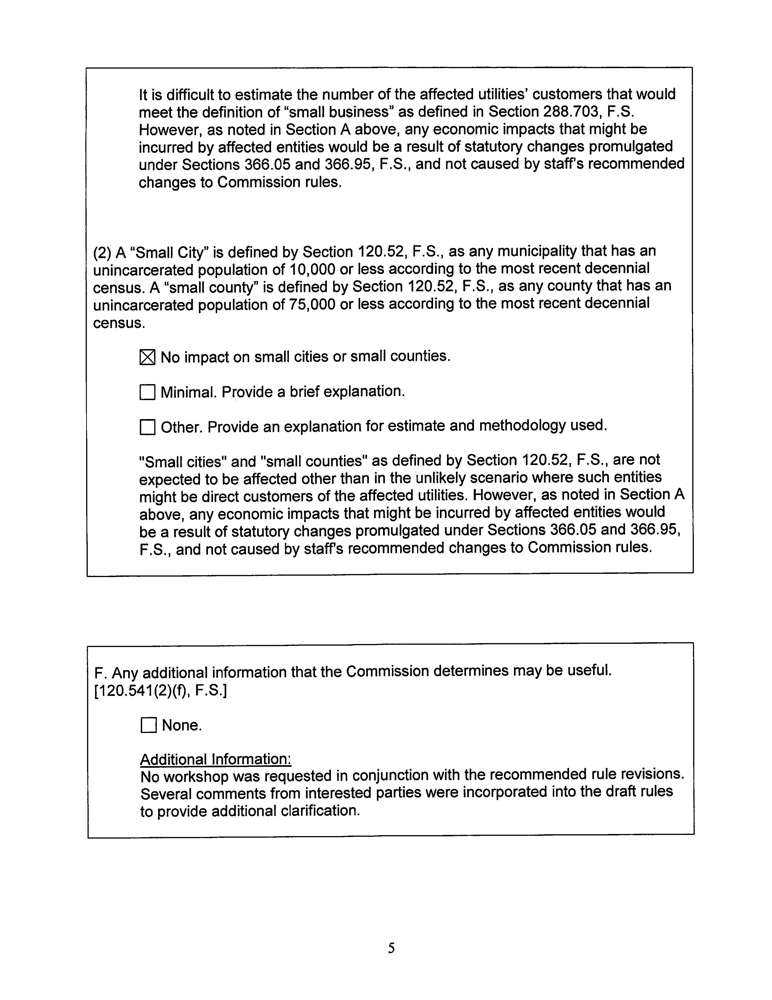 It is difficult to estimate the number of the affected utilities’ customers that would
meet the definition of “small business” as defined in Section 288.703, F.S.
However, as noted in Section A above, any economic impacts that might be
incurred by affected entities would be a result of statutory changes promulgated
under Sections 366.05 and 366.95, F.S., and not caused by staff’s recommended
changes to Commission rules.
(2) A “Small City” is defined by Section 120.52, F.S., as any municipality that has an
unincarcerated population of 10,000 or less according to the most recent decennial
census. A “small county” is defined by Section 120.52, F.S., as any county that has an
unincarcerated population of 75,000 or less according to the most recent decennial
census.
☒ No impact on small cities or small counties.
☐ Minimal. Provide a brief explanation.
☐ Other. Provide an explanation for estimate and methodology used.
"Small cities" and "small counties" as defined by Section 120.52, F.S., are not
expected to be affected other than in the unlikely scenario where such entities
might be direct customers of the affected utilities. However, as noted in Section A
above, any economic impacts that might be incurred by affected entities would
be a result of statutory changes promulgated under Sections 366.05 and 366.95,
F.S., and not caused by staff's recommended changes to Commission rules.
F. Any additional information that the Commission determines may be useful.
[120.541(2)(f), F.S.]
☐ None.
Additional Information:
No workshop was requested in conjunction with the recommended rule revisions.
Several comments from interested parties were incorporated into the draft rules
to provide additional clarification.
5